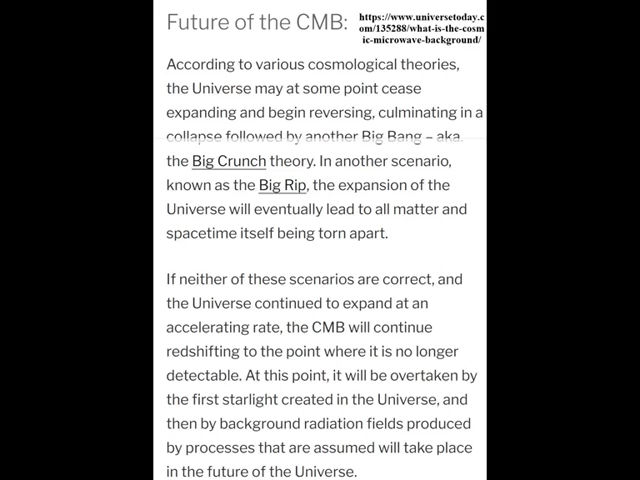 Future of the CMB:
https://www.universetoday.c
om/135288/what-is-the-cosm
ic-microwave-background/
According to various cosmological theories,
the Universe may at some point cease
expanding and begin reversing, culminating in a
collapse followed by another Big Bang – aka.
the Big Crunch theory. In another scenario,
known as the Big Rip, the expansion of the
Universe will eventually lead to all matter and
spacetime itself being torn apart.
If neither of these scenarios are correct, and
the Universe continued to expand at an
accelerating rate, the CMB will continue
redshifting to the point where it is no longer
detectable. At this point, it will be overtaken by
the first starlight created in the Universe, and
then by background radiation fields produced
by processes that are assumed will take place
in the future of the Universe.